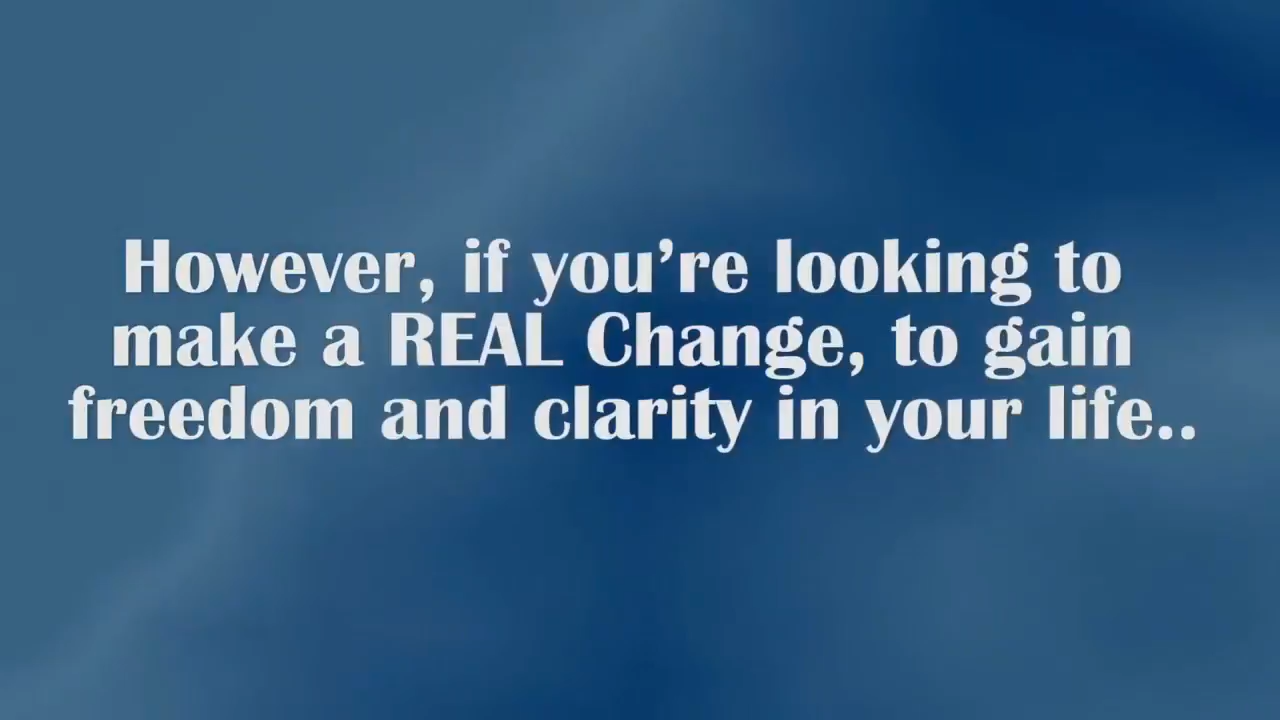 However, if you’re looking to
make a REAL Change, to gain
freedom and clarity in your life..